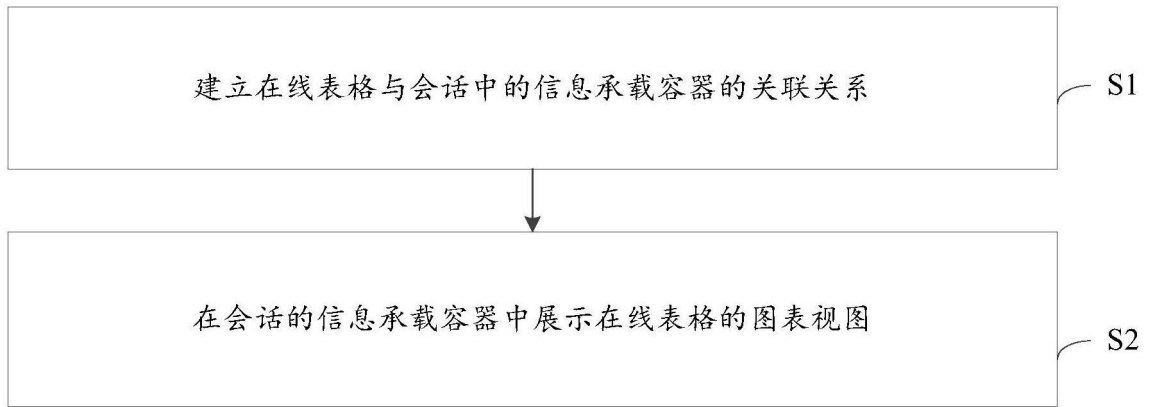 建立在线表格与会话中的信息承载容器的关联关系
S1
在会话的信息承载容器中展示在线表格的图表视图
S2